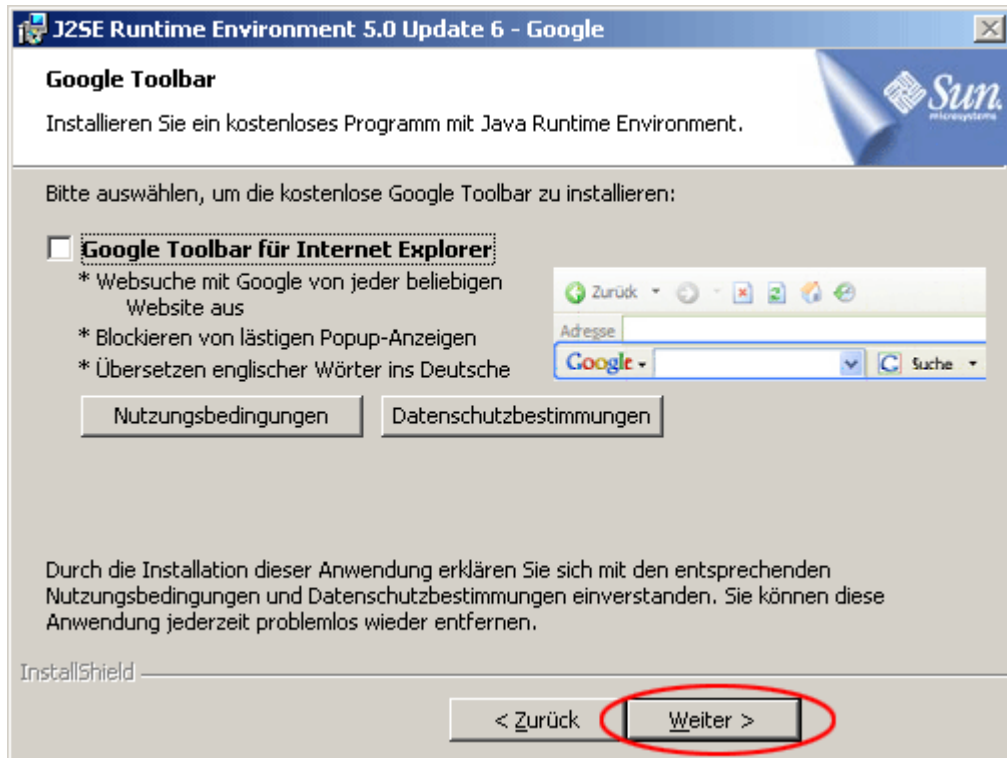 J2SE Runtime Environment 5.0 Update 6 - Google
Google Toolbar
Installieren Sie ein kostenloses Programm mit Java Runtime Environment.
Sun
microsystems
Bitte auswählen, um die kostenlose Google Toolbar zu installieren:
Google Toolbar für Internet Explorer
* Websuche mit Google von jeder beliebigen
Website aus
* Blockieren von lästigen Popup-Anzeigen
* Übersetzen englischer Wörter ins Deutsche
Zurück
Adresse
Google
Suche
Nutzungsbedingungen
Datenschutzbestimmungen
Durch die Installation dieser Anwendung erklären Sie sich mit den entsprechenden
Nutzungsbedingungen und Datenschutzbestimmungen einverstanden. Sie können diese
Anwendung jederzeit problemlos wieder entfernen.
InstallShield
< Zurück
Weiter >